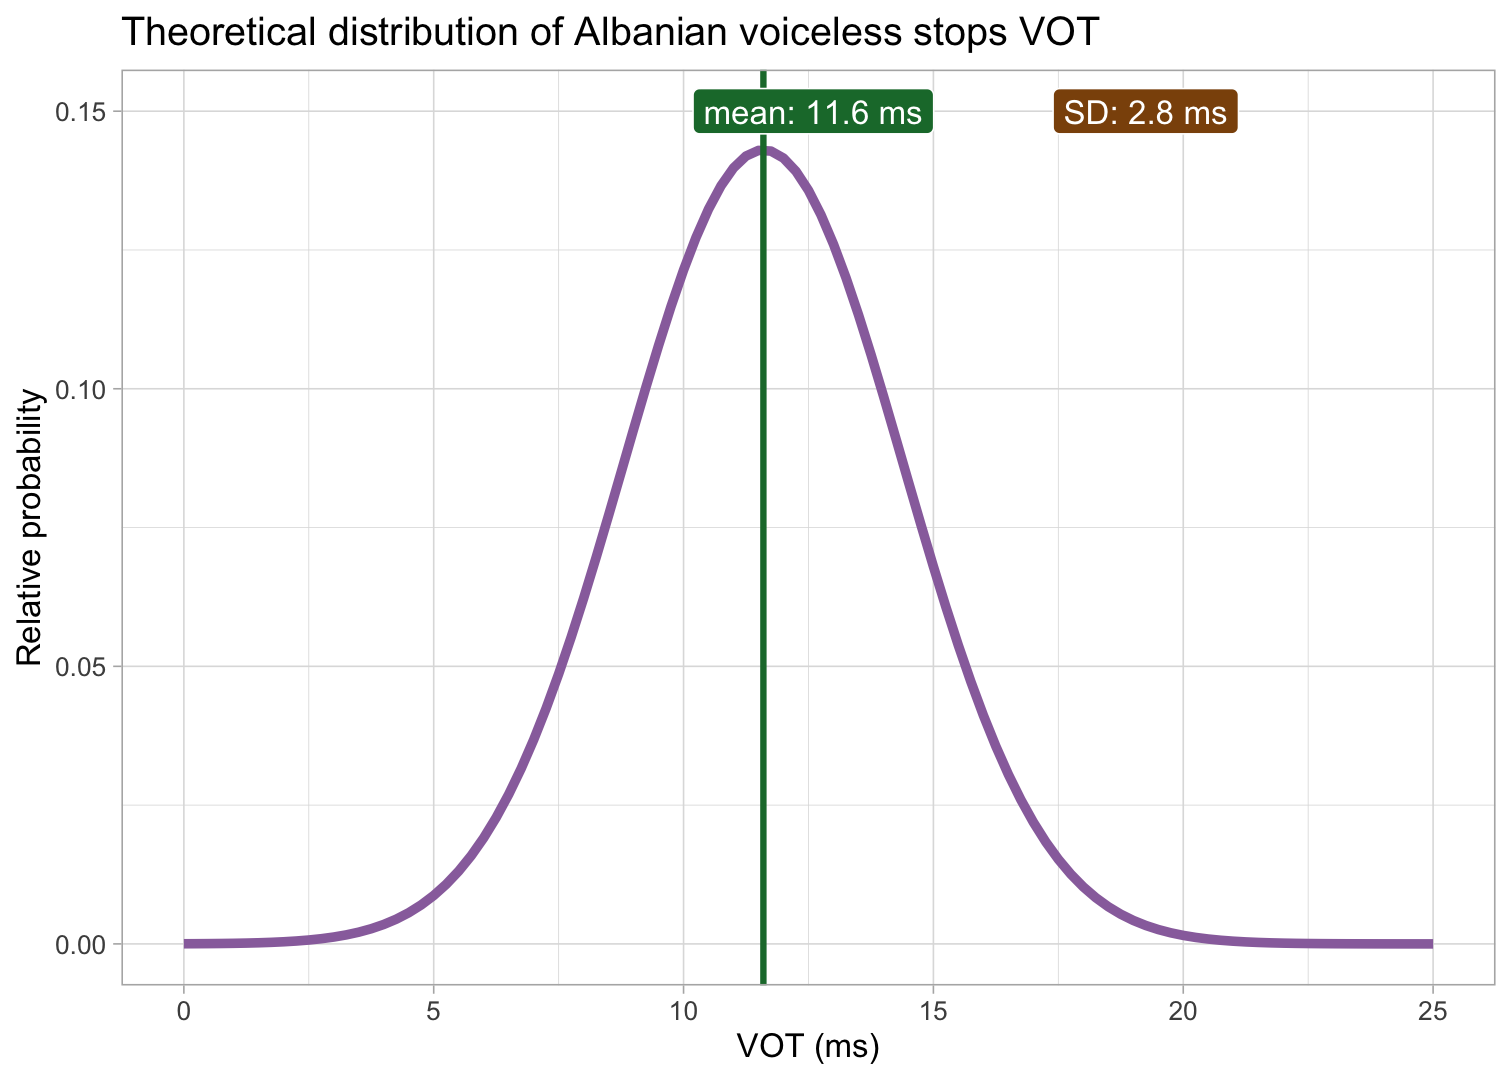 Theoretical distribution of Albanian voiceless stops VOT
mean: 11.6 ms
SD: 2.8 ms
0.15
0.10
0.05
0.00
Relative probability
0
5
10
15
20
25
VOT (ms)